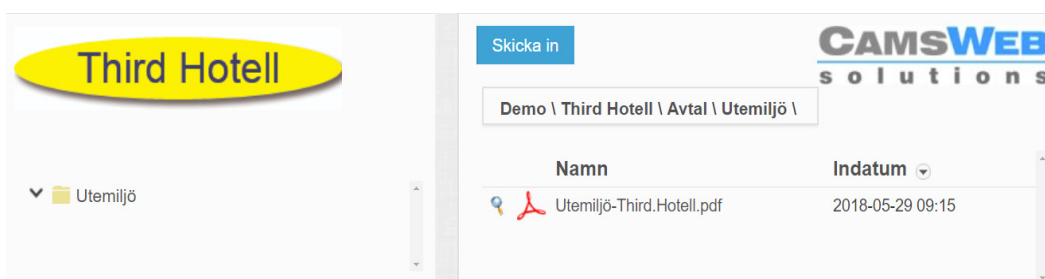 Third Hotell
Utemiljö
Skicka in
CAMSWEB
solutions
Demo \ Third Hotell \ Avtal \ Utemiljö \
Namn Indatum
Utemiljö-Third.Hotell.pdf 2018-05-29 09:15